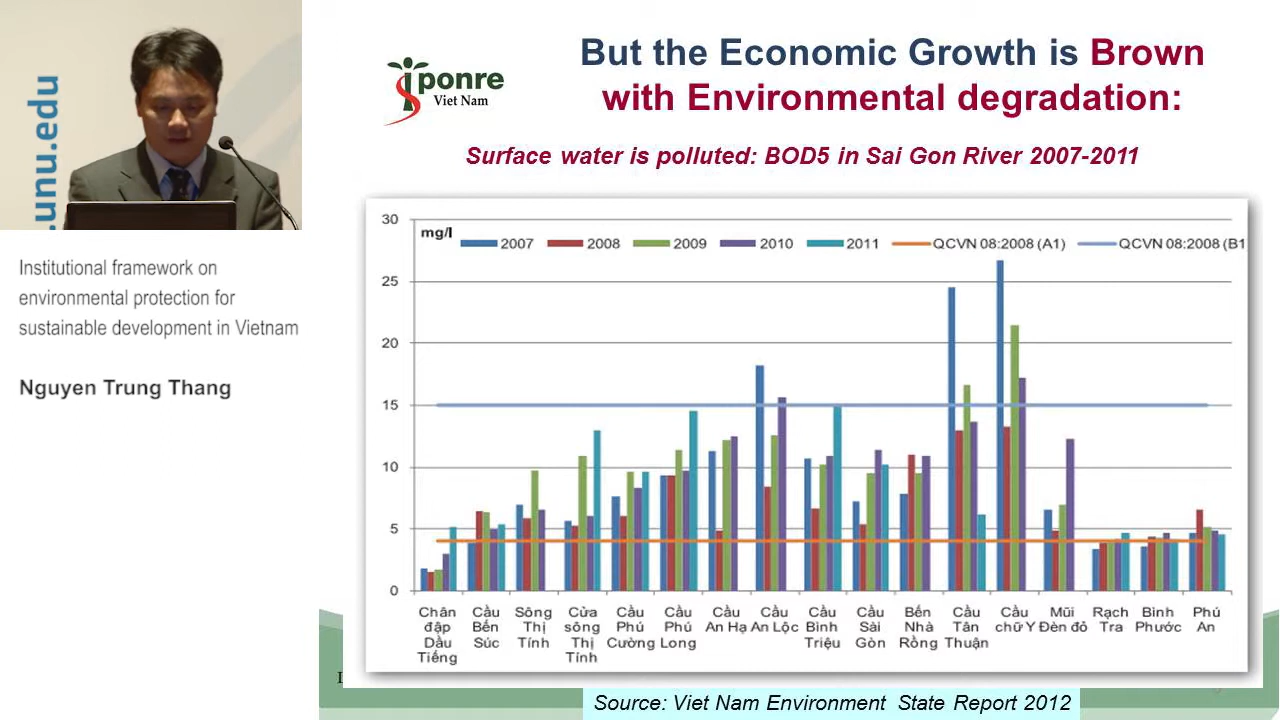 .unu.edu
Institutional framework on
environmental protection for
sustainable development in Vietnam
Nguyen Trung Thang
iponre
Viet Nam
But the Economic Growth is Brown
with Environmental degradation:
Surface water is polluted: BOD5 in Sai Gon River 2007-2011
mg/l
2007 2008 2009 2010 2011 QCVN 08:2008 (A1) QCVN 08:2008 (B1
30
25
20
15
10
5
0
Chân đập Dầu Tiếng
Cầu Bến Súc
Sông Thị Tính
Cửa sông Thị Tính
Cầu Phú Cường
Cầu Phú Long
Cầu An Hạ
Cầu An Lộc
Cầu Bình Triệu
Cầu Sài Gòn
Bến Nhà Rồng
Cầu Tân Thuận
Cầu chữ Y
Mũi Đèn đỏ
Rạch Tra
Bình Phước
Phú An
Source: Viet Nam Environment State Report 2012